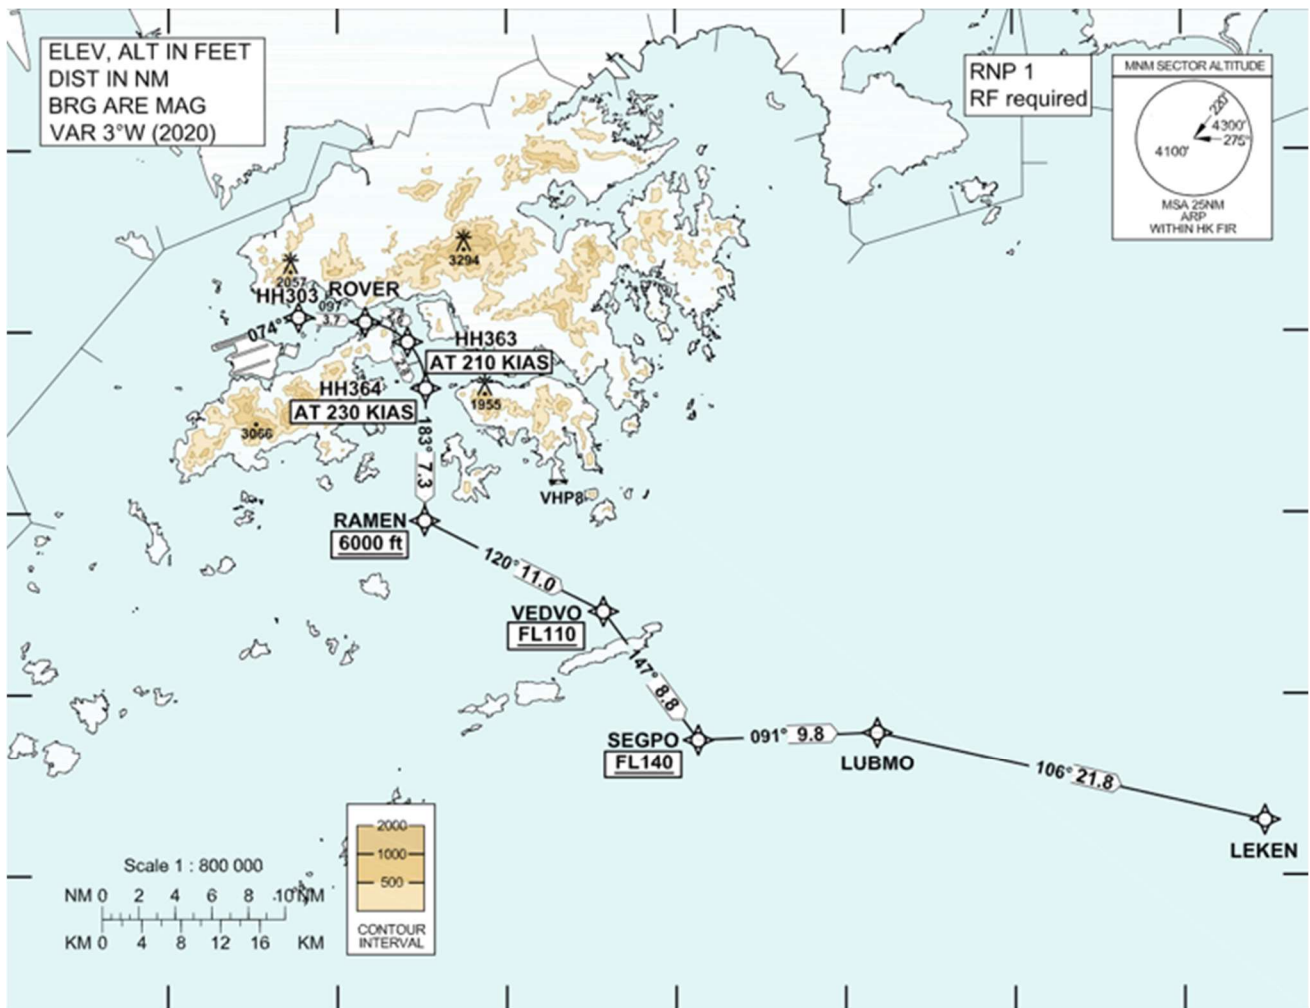 ELEV, ALT IN FEET
DIST IN NM
BRG ARE MAG
VAR 3°W (2020)
RNP 1
RF required
MNM SECTOR ALTITUDE
220°
4300'
275°
4100'
MSA 25NM
ARP
WITHIN HK FIR
3294
2057
HH303
ROVER
097°
3.7
074°
HH363
AT 210 KIAS
HH364
AT 230 KIAS
1955
3066
183° 7.3
VHP8
RAMEN
6000 ft
120° 11.0
VEDVO
FL110
147° 8.8
SEGPO
FL140
091° 9.8
LUBMO
106° 21.8
LEKEN
Scale 1 : 800 000
NM 0 2 4 6 8 10 NM
KM 0 4 8 12 16 KM
2000
1000
500
CONTOUR
INTERVAL